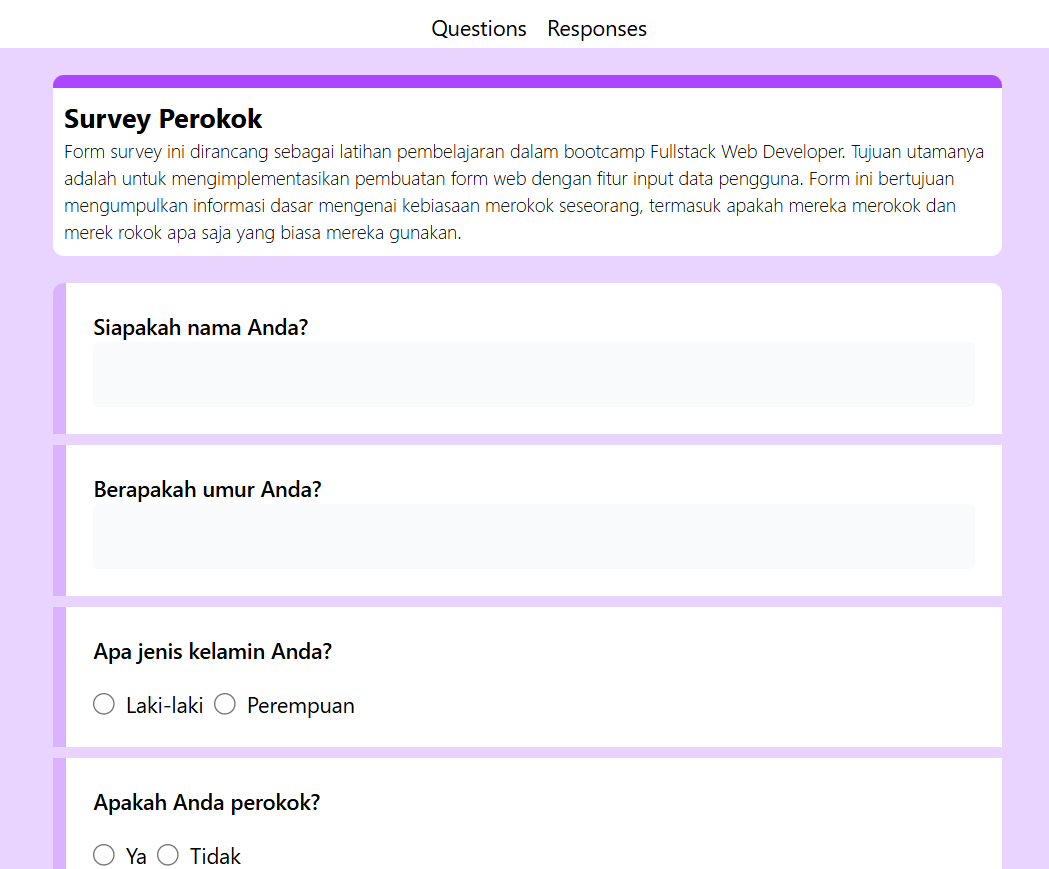 Questions Responses
Survey Perokok
Form survey ini dirancang sebagai latihan pembelajaran dalam bootcamp Fullstack Web Developer. Tujuan utamanya
adalah untuk mengimplementasikan pembuatan form web dengan fitur input data pengguna. Form ini bertujuan
mengumpulkan informasi dasar mengenai kebiasaan merokok seseorang, termasuk apakah mereka merokok dan
merek rokok apa saja yang biasa mereka gunakan.
Siapakah nama Anda?
Berapakah umur Anda?
Apa jenis kelamin Anda?
Laki-laki Perempuan
Apakah Anda perokok?
Ya Tidak